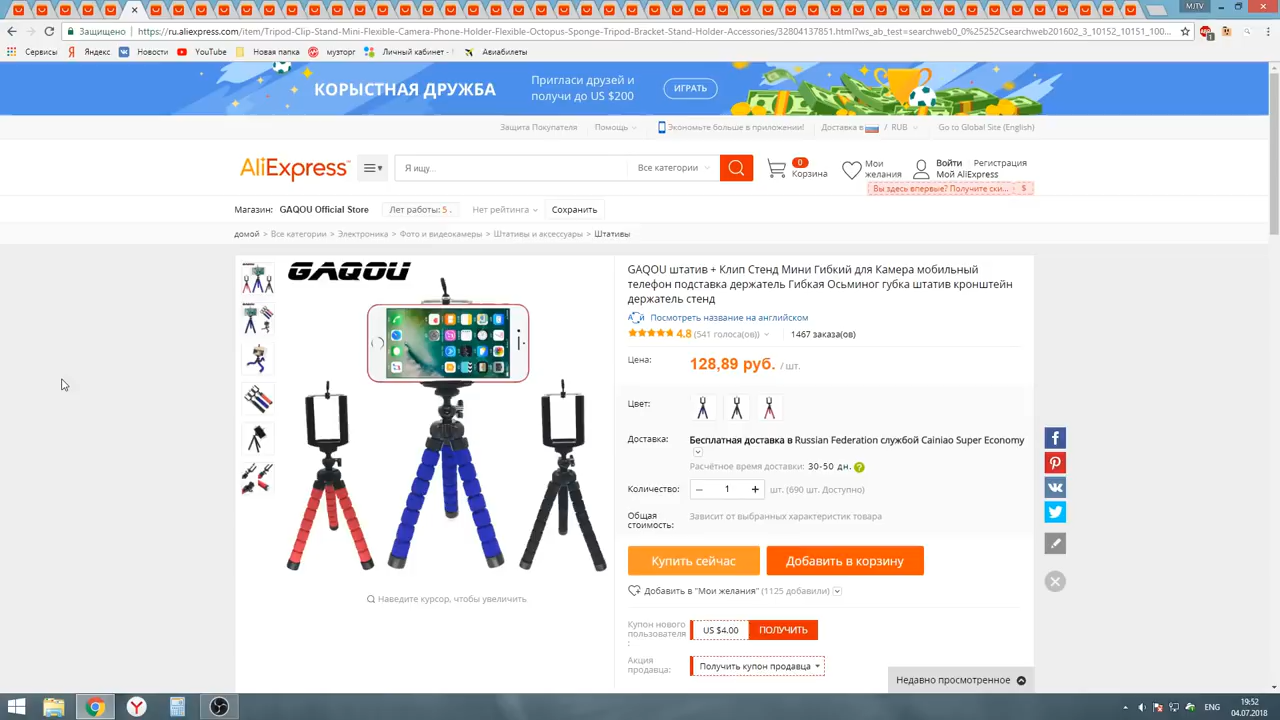 M/TV
Защищено
https://ru.aliexpress.com/item/Tripod-Clip-Stand-Mini-Flexible-Camera-Phone-Holder-Flexible-Octopus-Sponge-Tripod-Bracket-Stand-Holder-Accessories/32804137851.html?ws_ab_test=searchweb0_0%25252Csearchweb201602_3_10152_10151_100...
Сервисы
Яндекс
Новости
YouTube
Новая папка
музторг
Личный кабинет -
Авиабилеты
КОРЫСТНАЯ ДРУЖБА
Пригласи друзей и
получи до US $200
ИГРАТЬ
Защита Покупателя
Помощь
Экономьте больше в приложении!
Доставка в / RUB
Go to Global Site (English)
AliExpress™
Я ищу...
Все категории
0
Корзина
Мои
желания
Войти
Регистрация
Мой AliExpress
Вы здесь впервые? Получите ски... $
Магазин: GAQOU Official Store
Лет работы: 5 .
Нет рейтинга
Сохранить
домой > Все категории > Электроника > Фото и видеокамеры > Штативы и аксессуары > Штативы
GAQOU
GAQOU штатив + Клип Стенд Мини Гибкий для Камера мобильный
телефон подставка держатель Гибкая Осьминог губка штатив кронштейн
держатель стенд
Посмотреть название на английском
4.8 (541 голоса(ов))
1467 заказа(ов)
Цена:
128,89 руб. / шт.
Цвет:
Доставка:
Бесплатная доставка в Russian Federation службой Cainiao Super Economy
Расчётное время доставки: 30-50 дн. ?
Количество:
– 1 +
шт. (690 шт. Доступно)
Общая
стоимость:
Зависит от выбранных характеристик товара
Купить сейчас
Добавить в корзину
Наведите курсор, чтобы увеличить
Добавить в "Мои желания" (1125 добавили)
Купон нового
пользователя
:
US $4.00
ПОЛУЧИТЬ
Акция
продавца:
Получить купон продавца
Недавно просмотренное
ENG
19:52
04.07.2018